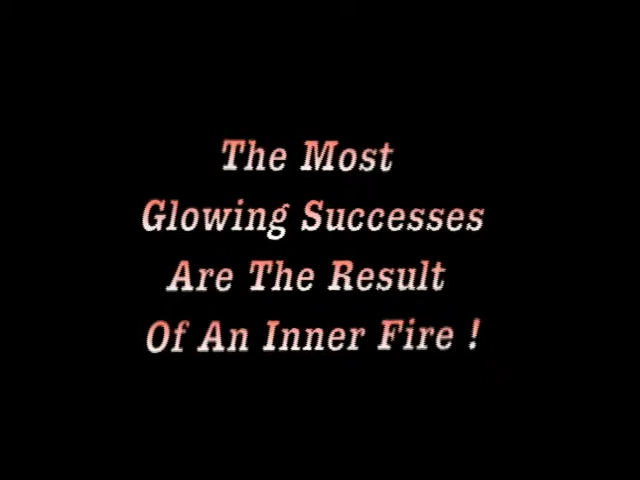 The Most
Glowing Successes
Are The Result
Of An Inner Fire !